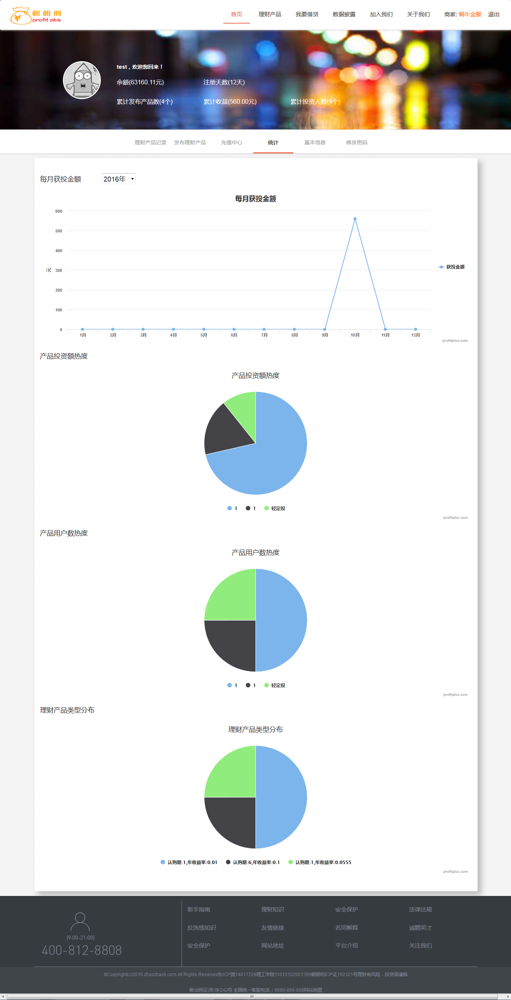 朝朝利
profit plus
首页 理财产品 我要借贷 数据披露 加入我们 关于我们 商家: 蜗牛金服 退出
test，欢迎您回来！
余额(63160.11元) 注册天数(12天)
累计发布产品数(4个) 累计收益(560.00元) 累计投资人数(4个)
理财产品记录 发布理财产品 充值中心 统计 基本信息 修改密码
每月获投金额 2016年
每月获投金额
600
500
400
300
200
100
0
元
获投金额
1月 2月 3月 4月 5月 6月 7月 8月 9月 10月 11月 12月
profitplus.com
产品投资额热度
产品投资额热度
1 1 轻定投
profitplus.com
产品用户数热度
产品用户数热度
1 1 轻定投
profitplus.com
理财产品类型分布
理财产品类型分布
认购期:1,年收益率:0.01 认购期:6,年收益率:0.1 认购期:1,年收益率:0.0555
profitplus.com
新手指南 理财知识 安全保护 法律法规
反洗钱知识 友情链接 名词解释 诚聘英才
安全保护 网站地址 平台介绍 关注我们
(9:00-21:00)
400-812-8808
©Copyright(c)2016 zhaozhaoli.com.All Rights Reserved东ICP莞14017729理工学院11010102001399朝朝利ICP证150121号理财有风险，投资需谨慎
新出网证(京)字242号 全国统一客服电话：8888-888-888网站地图